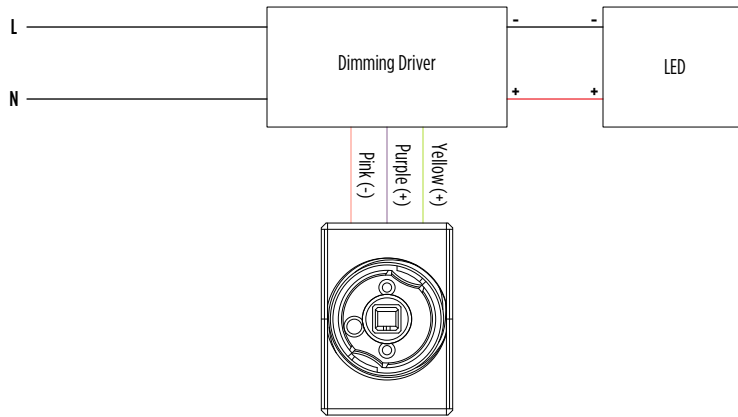 L
N
Dimming Driver
-
-
+
+
LED
Pink (-)
Purple (+)
Yellow (+)